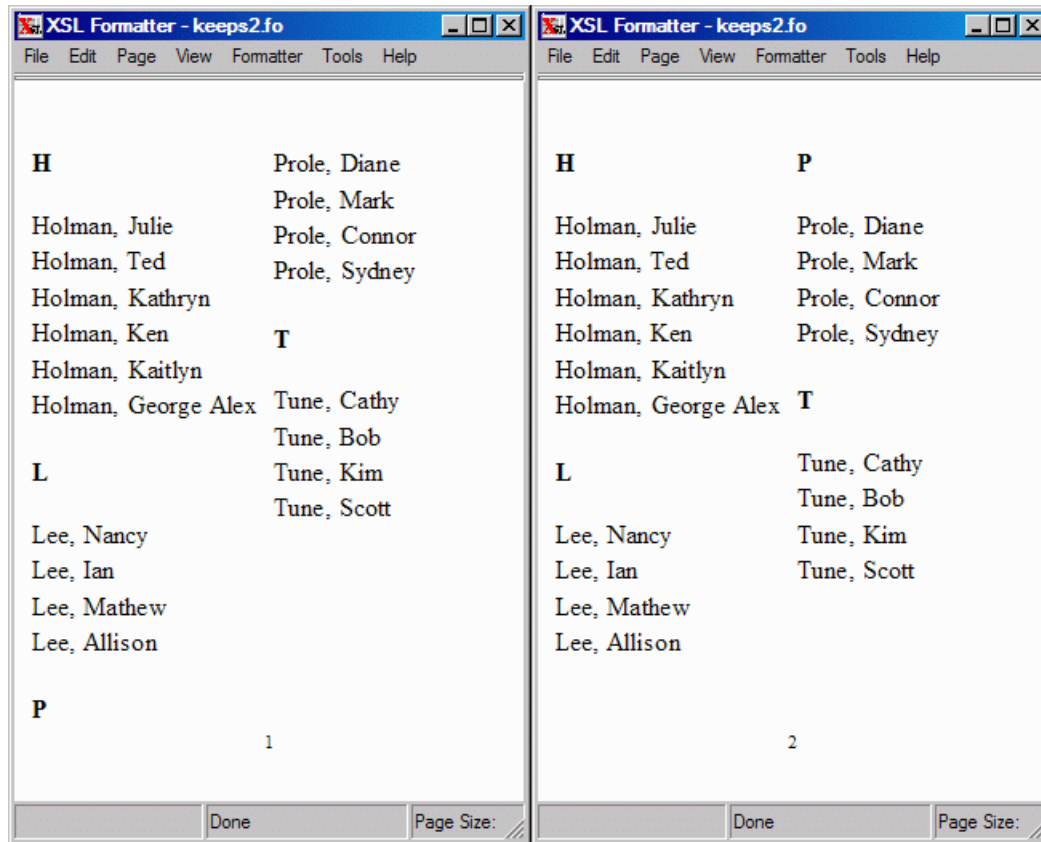 XSL Formatter - keeps2.fo
File Edit Page View Formatter Tools Help
H
Holman, Julie
Holman, Ted
Holman, Kathryn
Holman, Ken
Holman, Kaitlyn
Holman, George Alex
L
Lee, Nancy
Lee, Ian
Lee, Mathew
Lee, Allison
P
Prole, Diane
Prole, Mark
Prole, Connor
Prole, Sydney
T
Tune, Cathy
Tune, Bob
Tune, Kim
Tune, Scott
1
Done
Page Size:
XSL Formatter - keeps2.fo
File Edit Page View Formatter Tools Help
H
Holman, Julie
Holman, Ted
Holman, Kathryn
Holman, Ken
Holman, Kaitlyn
Holman, George Alex
L
Lee, Nancy
Lee, Ian
Lee, Mathew
Lee, Allison
P
Prole, Diane
Prole, Mark
Prole, Connor
Prole, Sydney
T
Tune, Cathy
Tune, Bob
Tune, Kim
Tune, Scott
2
Done
Page Size: